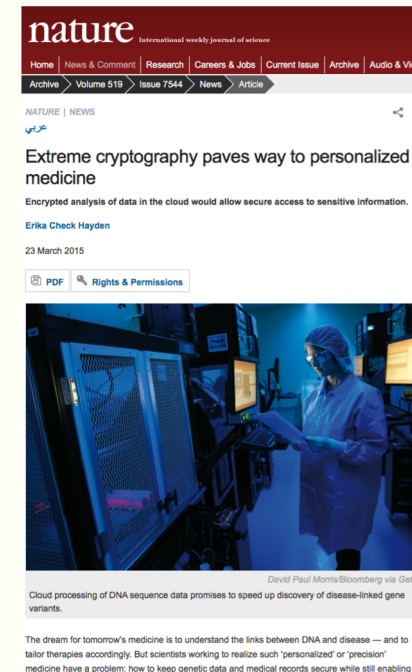 nature International weekly journal of science
Home News & Comment Research Careers & Jobs Current Issue Archive Audio &
Archive Volume 519 Issue 7544 News Article
NATURE | NEWS
عربي
Extreme cryptography paves way to personalized
medicine
Encrypted analysis of data in the cloud would allow secure access to sensitive information.
Erika Check Hayden
23 March 2015
PDF Rights & Permissions
David Paul Morris/Bloomberg via
Cloud processing of DNA sequence data promises to speed up discovery of disease-linked gene
variants.
The dream for tomorrow's medicine is to understand the links between DNA and disease — and to
tailor therapies accordingly. But scientists working to realize such 'personalized' or 'precision'
medicine have a problem: how to keep genetic data and medical records secure while still enabling